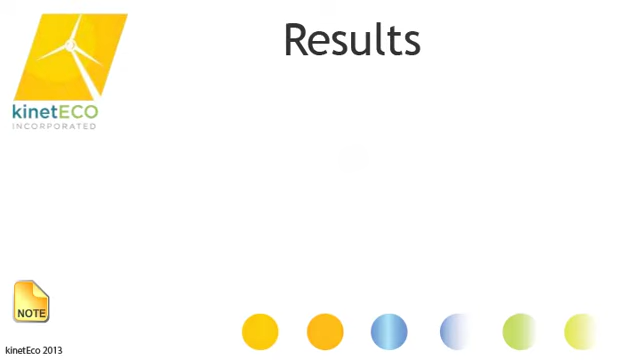 Results
kinetECO
INCORPORATED
NOTE
kinetEco 2013